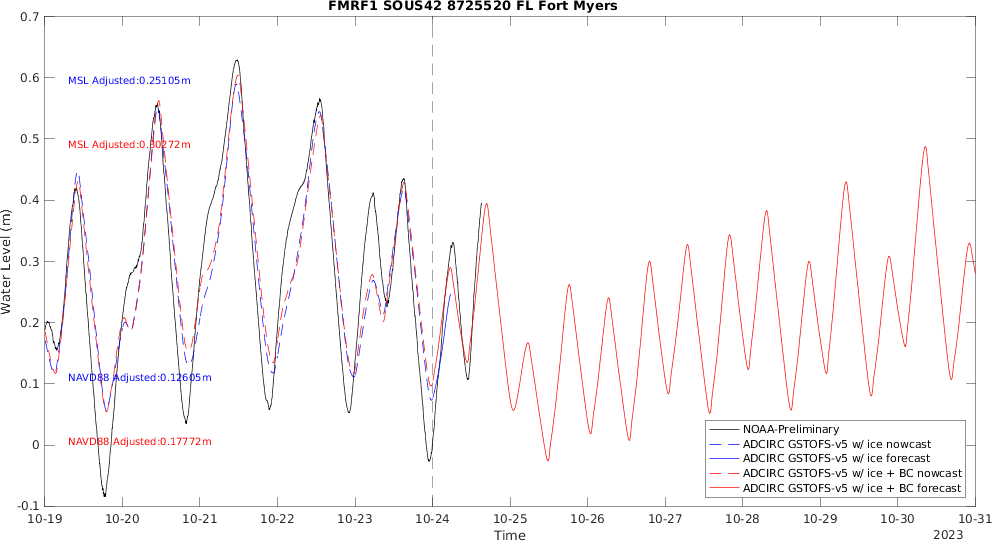 FMRF1 SOUS42 8725520 FL Fort Myers
0.7
0.6
0.5
0.4
0.3
0.2
0.1
0
-0.1
Water Level (m)
MSL Adjusted:0.25105m
MSL Adjusted:0.30272m
NAVD88 Adjusted:0.12605m
NAVD88 Adjusted:0.17772m
NOAA-Preliminary
ADCIRC GSTOFS-v5 w/ ice nowcast
ADCIRC GSTOFS-v5 w/ ice forecast
ADCIRC GSTOFS-v5 w/ ice + BC nowcast
ADCIRC GSTOFS-v5 w/ ice + BC forecast
10-19 10-20 10-21 10-22 10-23 10-24 10-25 10-26 10-27 10-28 10-29 10-30 10-31
Time
2023